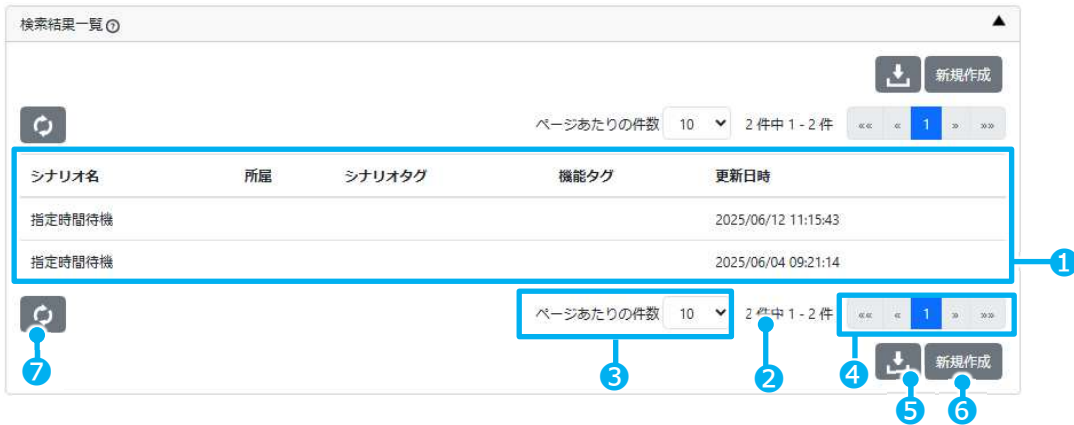 検索結果一覧?
新規作成
ページあたりの件数 10 2 件中 1 - 2 件 «« « 1 » »»
シナリオ名 所属 シナリオタグ 機能タグ 更新日時
指定時間待機 2025/06/12 11:15:43
指定時間待機 2025/06/04 09:21:14
1
ページあたりの件数 10 2 件中 1 - 2 件 «« « 1 » »»
新規作成
7 3 2 4
5 6